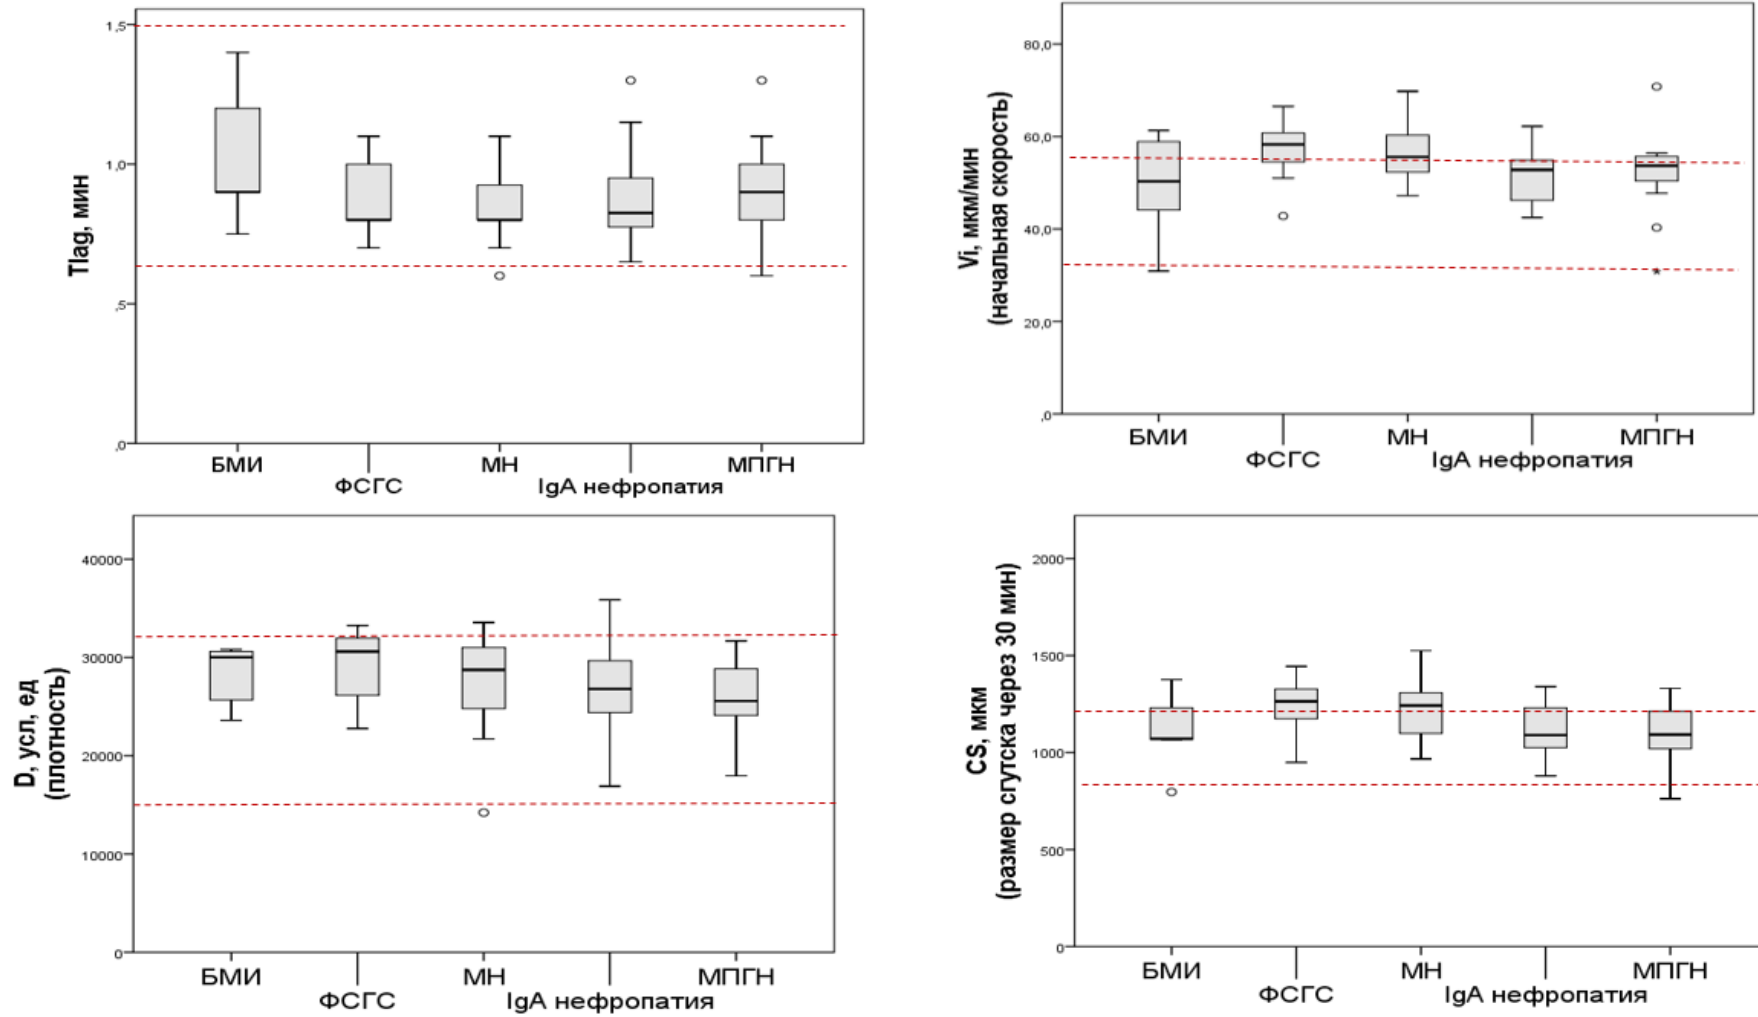 Tlag, мин
1,5
1,0
,5
,0
БМИ
ФСГС
МН
IgA нефропатия
МПГН
Vi, мкм/мин
(начальная скорость)
80,0
60,0
40,0
20,0
,0
БМИ
ФСГС
МН
IgA нефропатия
МПГН
D, усл, ед
(плотность)
40000
30000
20000
10000
0
БМИ
ФСГС
МН
IgA нефропатия
МПГН
CS, мкм
(размер сгутска через 30 мин)
2000
1500
1000
500
0
БМИ
ФСГС
МН
IgA нефропатия
МПГН